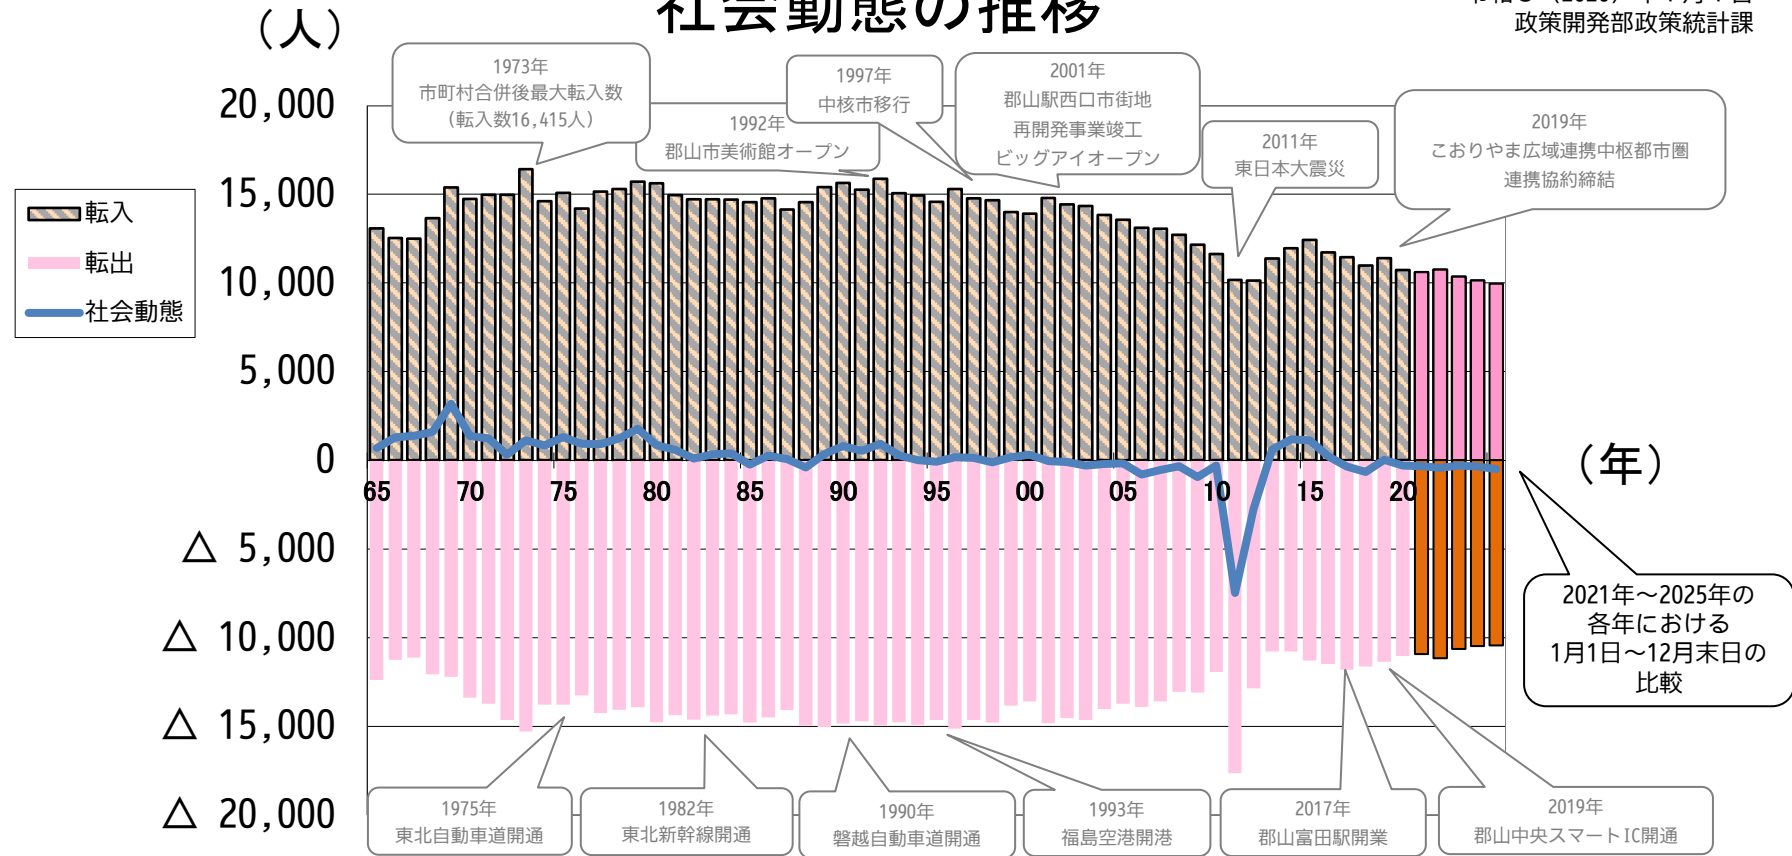 社会動態の推移
政策開発部政策統計課
（人）
1973年
市町村合併後最大転入数
（転入数16,415人）
1992年
郡山市美術館オープン
1997年
中核市移行
2001年
郡山駅西口市街地
再開発事業竣工
ビッグアイオープン
2011年
東日本大震災
2019年
こおりやま広域連携中枢都市圏
連携協約締結
転入
転出
社会動態
20,000
15,000
10,000
5,000
0
△ 5,000
△ 10,000
△ 15,000
△ 20,000
65 70 75 80 85 90 95 00 05 10 15 20
（年）
2021年～2025年の
各年における
1月1日～12月末日の
比較
1975年
東北自動車道開通
1982年
東北新幹線開通
1990年
磐越自動車道開通
1993年
福島空港開港
2017年
郡山富田駅開業
2019年
郡山中央スマートIC開通